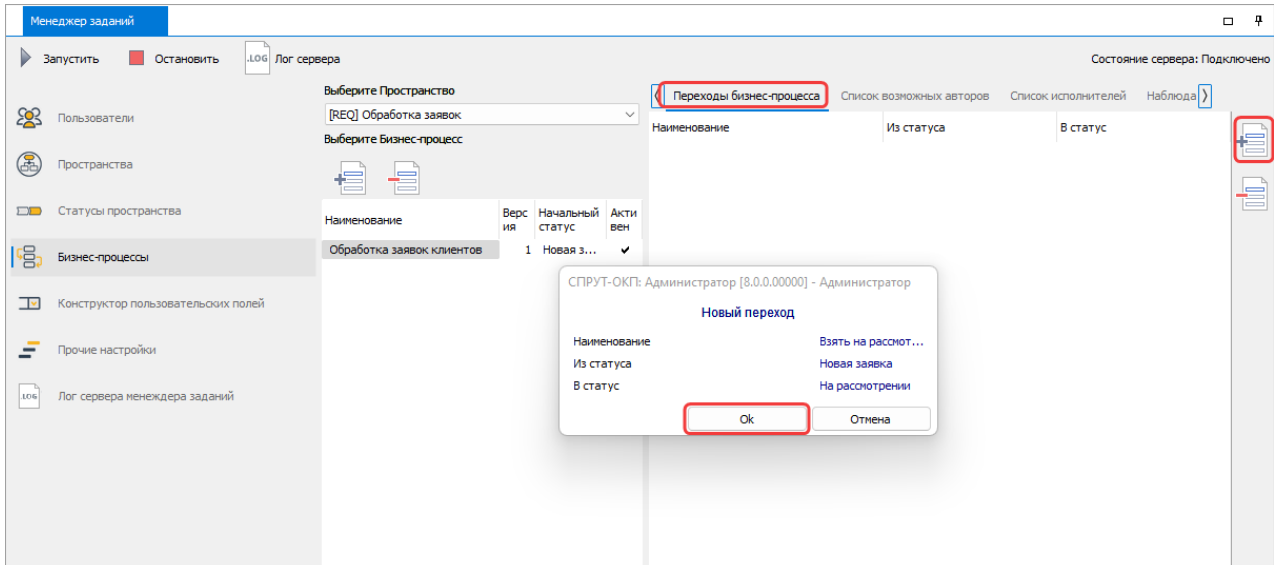 Менеджер заданий
Запустить
Остановить
.LOG
Лог сервера
Состояние сервера: Подключено
Пользователи
Пространства
Статусы пространства
Бизнес-процессы
Конструктор пользовательских полей
Прочие настройки
.LOG
Лог сервера менеждера заданий
Выберите Пространство
[REQ] Обработка заявок
Выберите Бизнес-процесс
Наименование
Верс
ия
Начальный
статус
Акти
вен
Обработка заявок клиентов
1
Новая з...
Переходы бизнес-процесса
Список возможных авторов
Список исполнителей
Наблюда
Наименование
Из статуса
В статус
СПРУТ-ОКП: Администратор [8.0.0.00000] - Администратор
Новый переход
Наименование
Взять на рассмот...
Из статуса
Новая заявка
В статус
На рассмотрении
Ok
Отмена